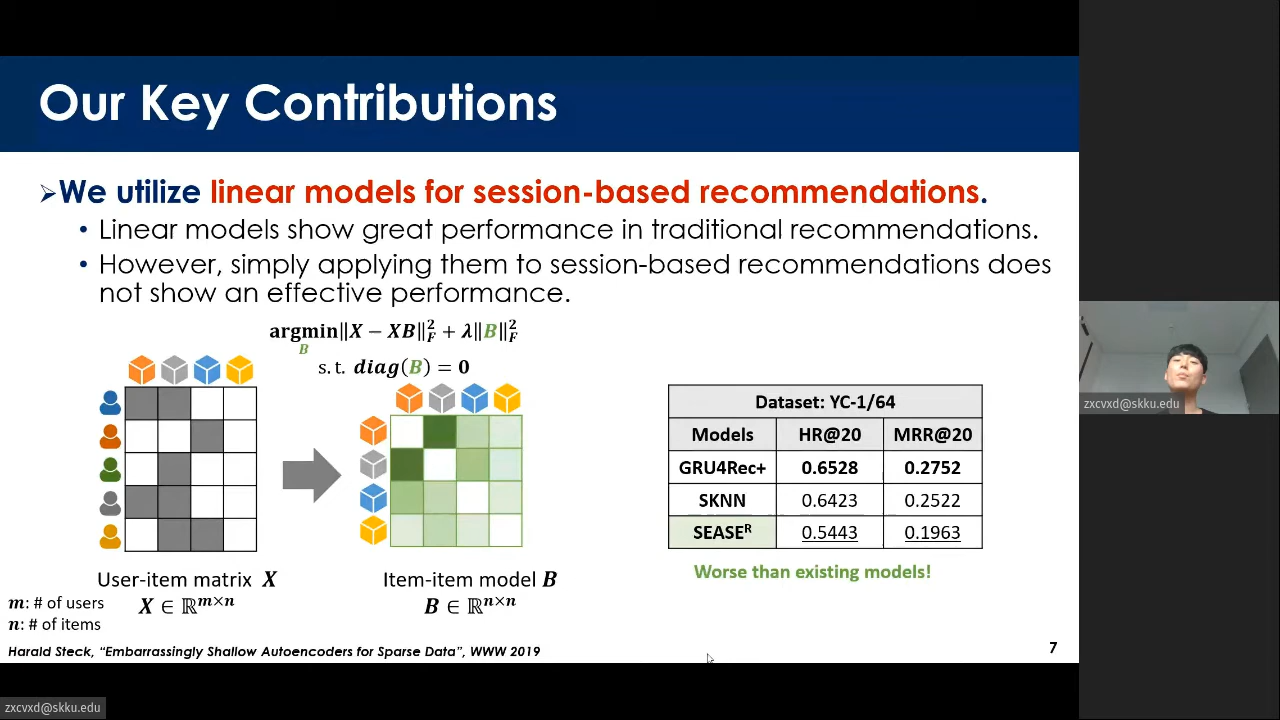 Our Key Contributions
➢We utilize linear models for session-based recommendations.
• Linear models show great performance in traditional recommendations.
• However, simply applying them to session-based recommendations does
not show an effective performance.
argmin‖X − XB‖²_F + λ‖B‖²_F
B
s.t. diag(B) = 0
User-item matrix X
X ∈ ℝ^{m×n}
m: # of users
n: # of items
Item-item model B
B ∈ ℝ^{n×n}
Dataset: YC-1/64
Models HR@20 MRR@20
GRU4Rec+ 0.6528 0.2752
SKNN 0.6423 0.2522
SEASE^R 0.5443 0.1963
Worse than existing models!
Harald Steck, “Embarrassingly Shallow Autoencoders for Sparse Data”, WWW 2019
7
zxcvxd@skku.edu
zxcvxd@skku.edu